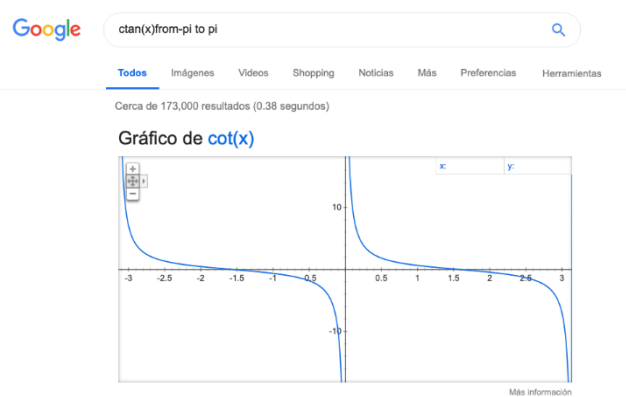 Google
ctan(x)from-pi to pi
Todos Imágenes Videos Shopping Noticias Más Preferencias Herramientas
Cerca de 173,000 resultados (0.38 segundos)
Gráfico de cot(x)
x: y:
10
-3 -2.5 -2 -1.5 -1 -0.5 0.5 1 1.5 2 2.5 3
-10
Más información